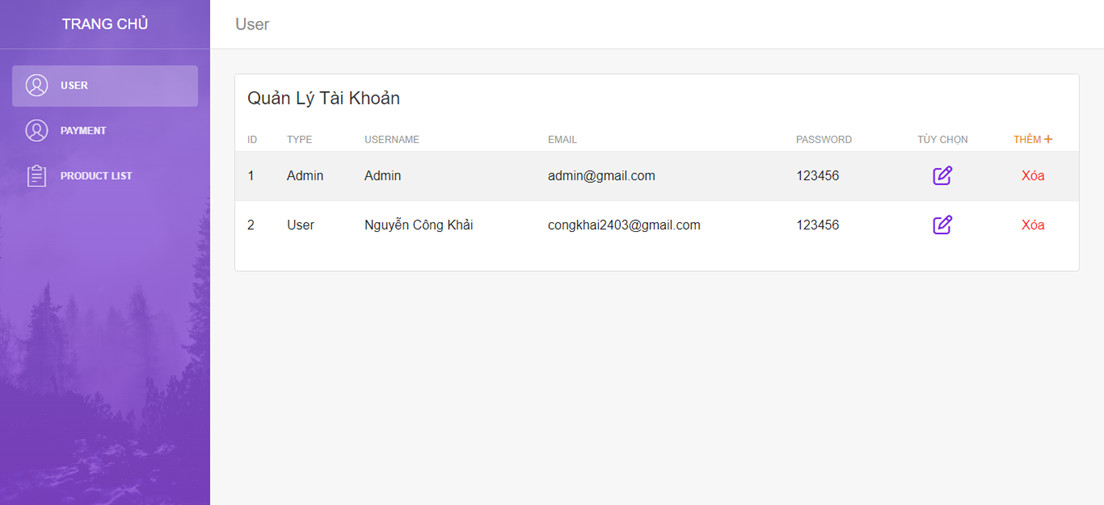 TRANG CHỦ
User
USER
PAYMENT
PRODUCT LIST
Quản Lý Tài Khoản
ID TYPE USERNAME EMAIL PASSWORD TÙY CHỌN THÊM +
1 Admin Admin admin@gmail.com 123456 Xóa
2 User Nguyễn Công Khải congkhai2403@gmail.com 123456 Xóa